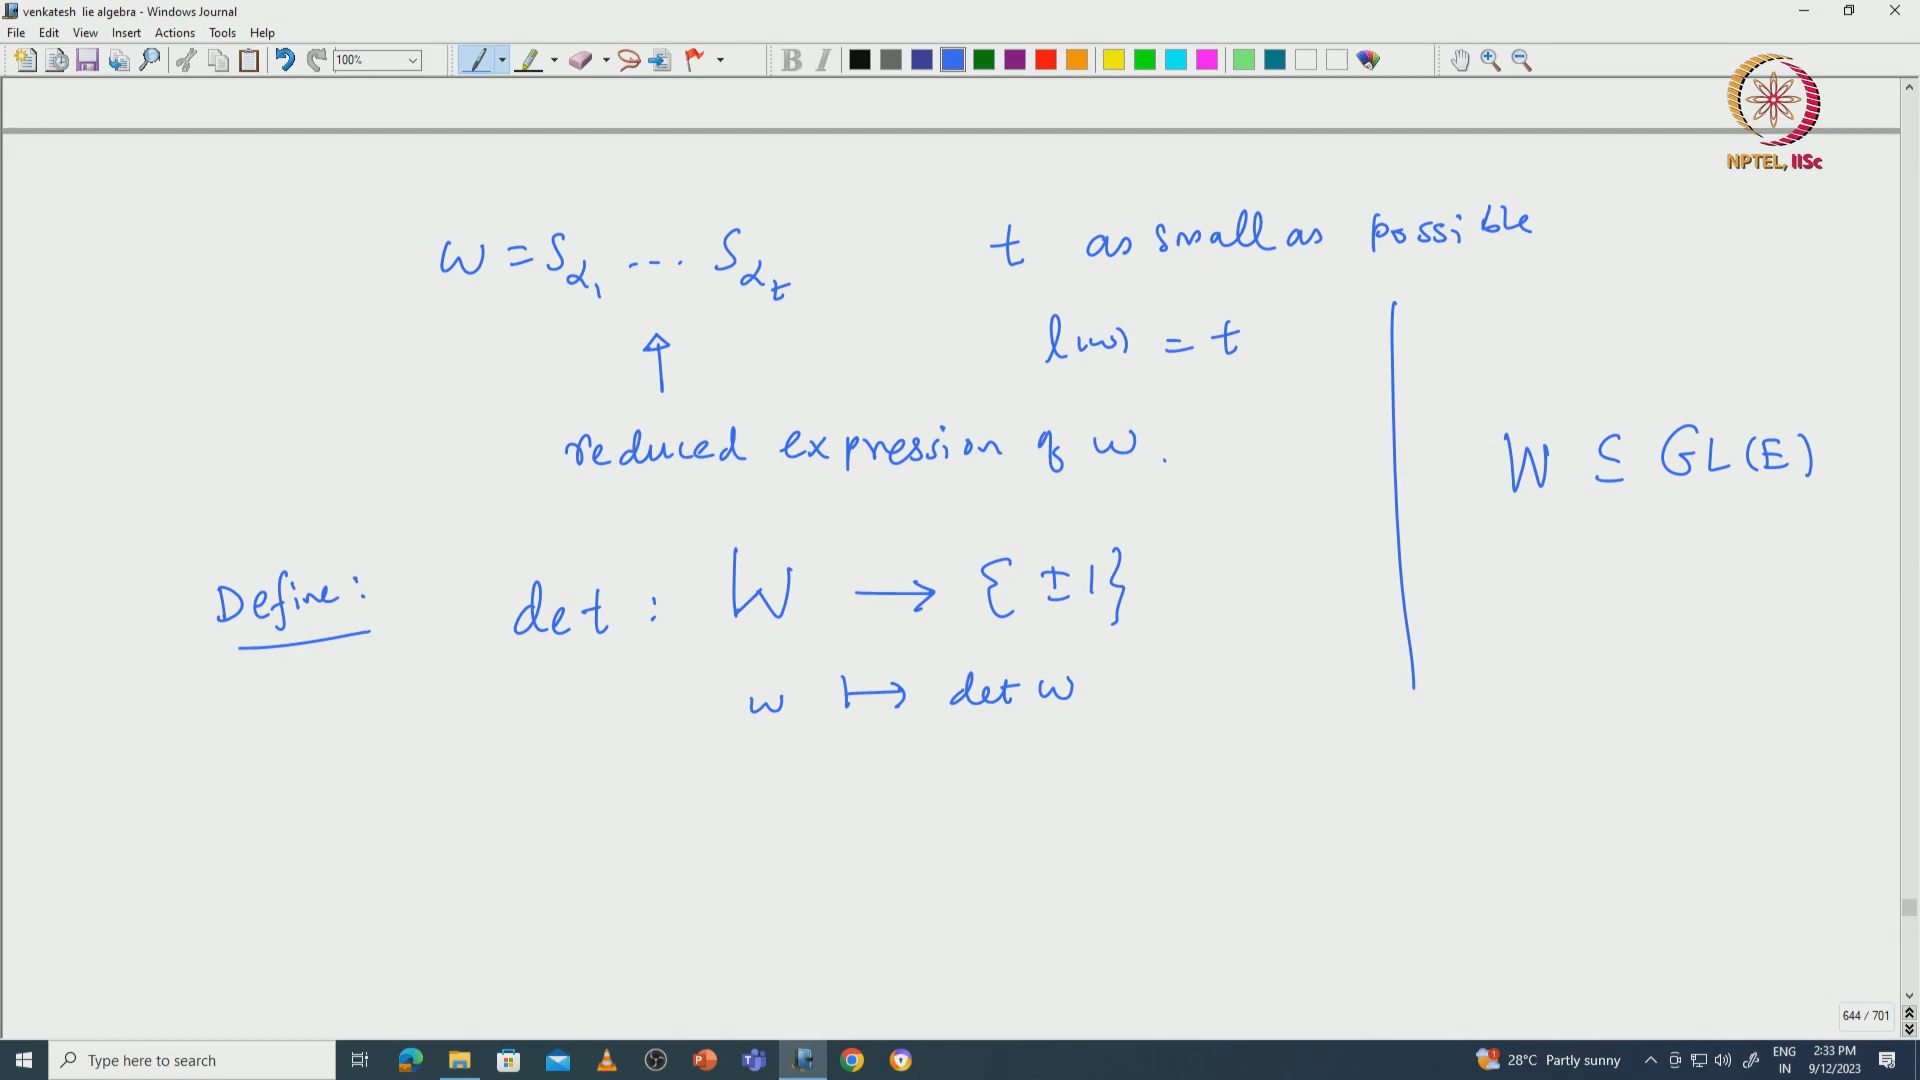 venkatesh lie algebra - Windows Journal
File Edit View Insert Actions Tools Help
100%
B I
NPTEL, IISc
w = S_{α_1} --- S_{α_t} t as small as possible
l(w) = t
reduced expression of w.
W ⊆ GL(E)
Define: det : W → {±1}
w ↦ det w
644 / 701
Type here to search
1
28°C Partly sunny
ENG
IN
2:33 PM
9/12/2023